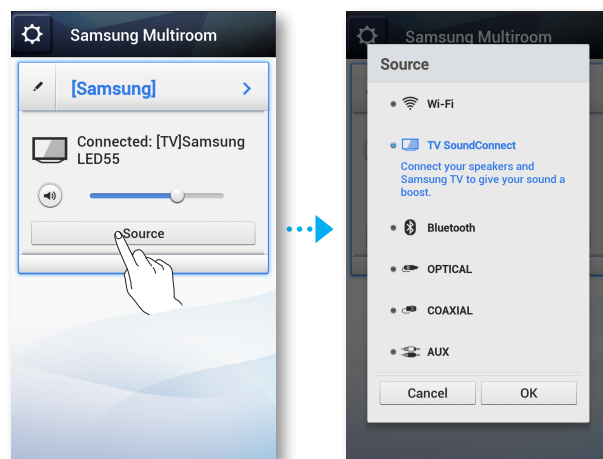 Samsung Multiroom
[Samsung]
Connected: [TV]Samsung
LED55
Source
Samsung Multiroom
Source
Wi-Fi
TV SoundConnect
Connect your speakers and
Samsung TV to give your sound a
boost.
Bluetooth
OPTICAL
COAXIAL
AUX
Cancel
OK